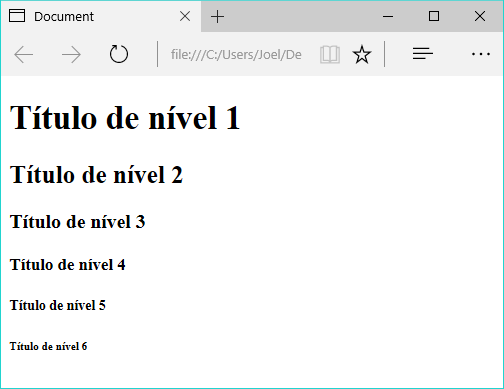 Document
file:///C:/Users/Joel/De
Título de nível 1
Título de nível 2
Título de nível 3
Título de nível 4
Título de nível 5
Título de nível 6